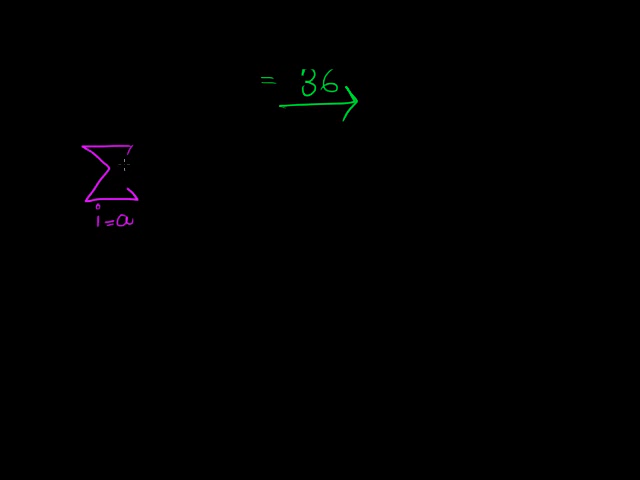 = 36
∑
i=a